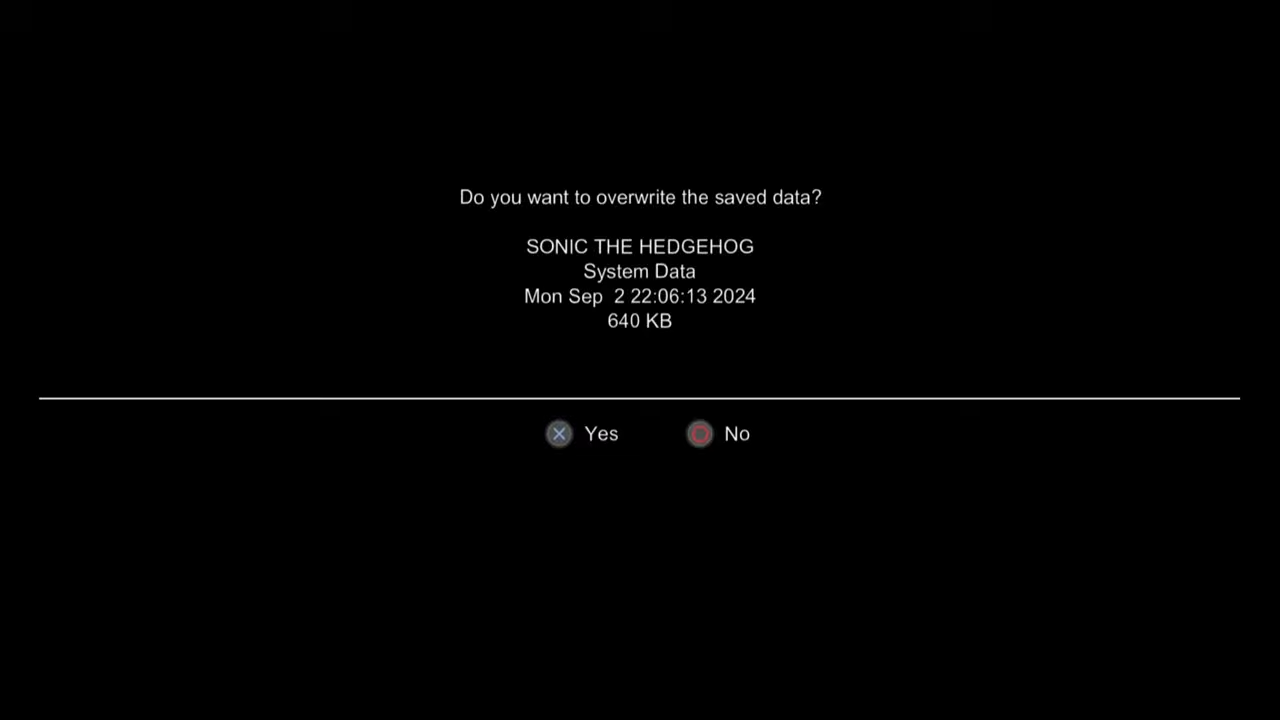 Do you want to overwrite the saved data?
SONIC THE HEDGEHOG
System Data
Mon Sep  2 22:06:13 2024
640 KB
Yes No